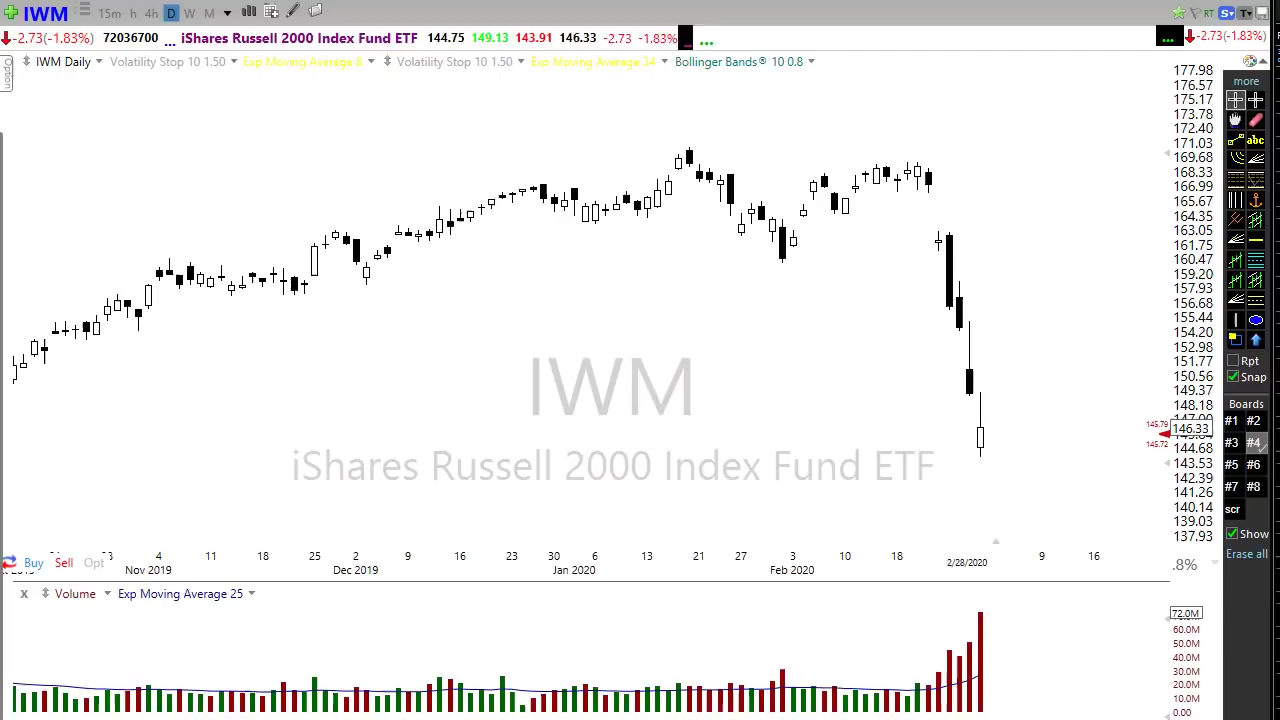 IWM 15m h 4h D W M RT S T
-2.73(-1.83%) 72036700 ... iShares Russell 2000 Index Fund ETF 144.75 149.13 143.91 146.33 -2.73 -1.83% ... ... -2.73(-1.83%)
Option
IWM Daily Volatility Stop 10 1.50 Exp Moving Average 8 Volatility Stop 10 1.50 Exp Moving Average 34 Bollinger Bands® 10 0.8
177.98
176.57
175.17
173.78
172.40
171.03
169.68
168.33
166.99
165.67
164.35
163.05
161.75
160.47
159.20
157.93
156.68
155.44
154.20
152.98
151.77
150.56
149.37
148.18
145.79
146.33
145.72
144.68
143.53
142.39
141.26
140.14
139.03
137.93
IWM
iShares Russell 2000 Index Fund ETF
more
abc
Rpt
Snap
Boards
#1 #2
#3 #4
#5 #6
#7 #8
scr
Show
Erase all
4 11 18 25 2 9 16 23 30 6 13 21 27 3 10 18 9 16
Nov 2019 Dec 2019 Jan 2020 Feb 2020 2/28/2020
Buy Sell Opt
.8%
x Volume Exp Moving Average 25
72.0M
60.0M
50.0M
40.0M
30.0M
20.0M
10.0M
0.00